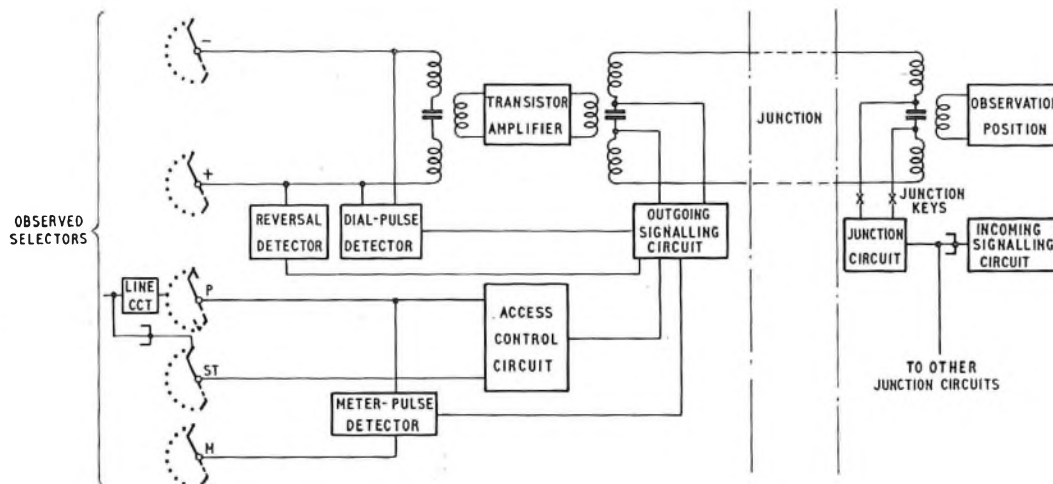 −
+
OBSERVED
SELECTORS
TRANSISTOR
AMPLIFIER
JUNCTION
OBSERVATION
POSITION
REVERSAL
DETECTOR
DIAL-PULSE
DETECTOR
OUTGOING
SIGNALLING
CIRCUIT
JUNCTION
KEYS
JUNCTION
CIRCUIT
INCOMING
SIGNALLING
CIRCUIT
LINE
CCT
P
ST
ACCESS
CONTROL
CIRCUIT
TO OTHER
JUNCTION CIRCUITS
METER-PULSE
DETECTOR
M